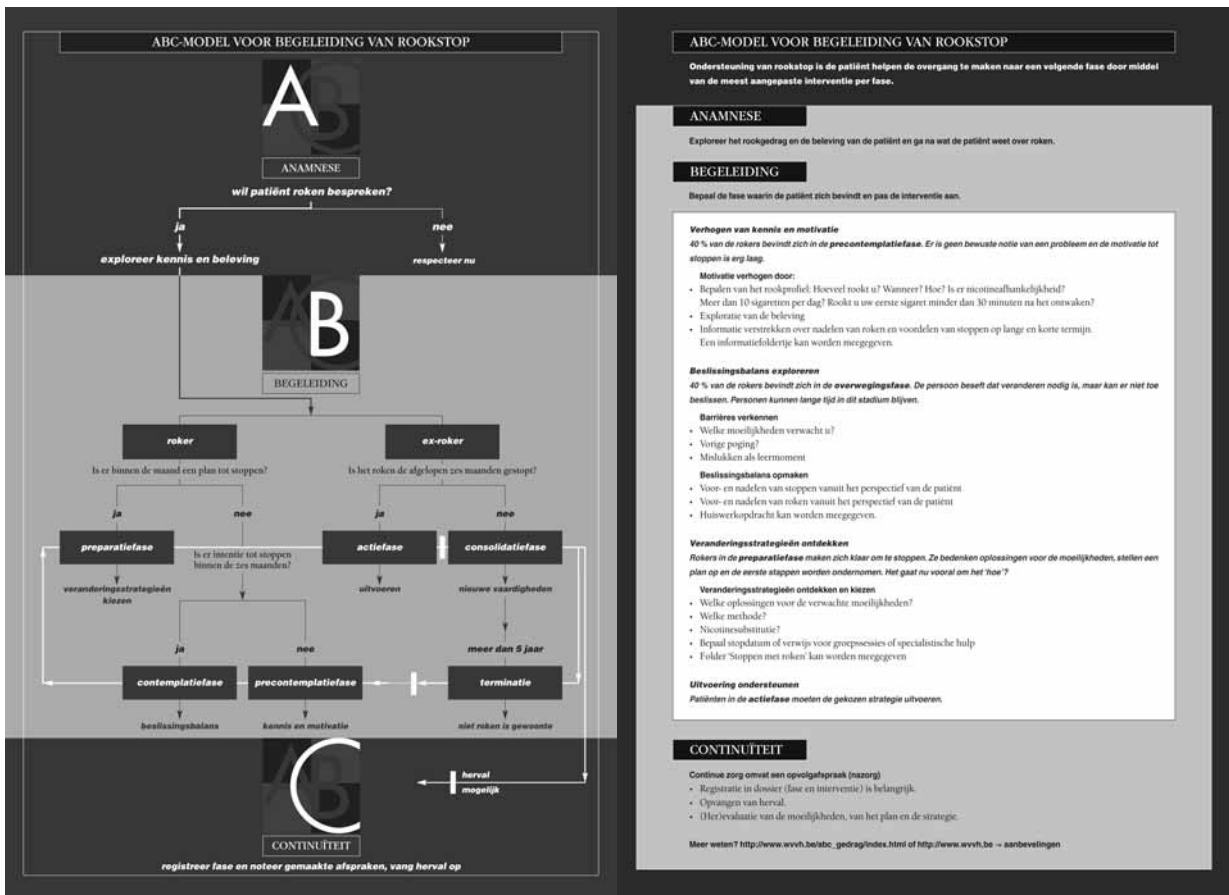 ABC-MODEL VOOR BEGELEIDING VAN ROOKSTOP
A
ANAMNESE
wil patiënt roken bespreken?
ja
nee
exploreer kennis en beleving
respecteer nu
B
BEGELEIDING
roker
ex-roker
Is er binnen de maand een plan tot stoppen?
Is het roken de afgelopen zes maanden gestopt?
ja
nee
ja
nee
preparatiefase
Is er intentie tot stoppen
binnen de zes maanden?
actiefase
consolidatiefase
veranderingsstrategieën
kiezen
uitvoeren
nieuwe vaardigheden
ja
nee
meer dan 5 jaar
contemplatiefase
precontemplatiefase
terminatie
beslissingsbalans
kennis en motivatie
niet roken is gewoonte
C
herval
mogelijk
CONTINUÏTEIT
registreer fase en noteer gemaakte afspraken, vang herval op
ABC-MODEL VOOR BEGELEIDING VAN ROOKSTOP
Ondersteuning van rookstop is de patiënt helpen de overgang te maken naar een volgende fase door middel
van de meest aangepaste interventie per fase.
ANAMNESE
Exploreer het rookgedrag en de beleving van de patiënt en ga na wat de patiënt weet over roken.
BEGELEIDING
Bepaal de fase waarin de patiënt zich bevindt en pas de interventie aan.
Verhogen van kennis en motivatie
40 % van de rokers bevindt zich in de precontemplatiefase. Er is geen bewuste notie van een probleem en de motivatie tot
stoppen is erg laag.
Motivatie verhogen door:
• Bepalen van het rookprofiel: Hoeveel rookt u? Wanneer? Hoe? Is er nicotineafhankelijkheid?
Meer dan 10 sigaretten per dag? Rookt u uw eerste sigaret minder dan 30 minuten na het ontwaken?
• Exploratie van de beleving
• Informatie verstrekken over nadelen van roken en voordelen van stoppen op lange en korte termijn.
Een informatiefoldertje kan worden meegegeven.
Beslissingsbalans exploreren
40 % van de rokers bevindt zich in de overwegingsfase. De persoon beseft dat veranderen nodig is, maar kan er niet toe
beslissen. Personen kunnen lange tijd in dit stadium blijven.
Barrières verkennen
• Welke moeilijkheden verwacht u?
• Vorige poging?
• Mislukken als leermoment
Beslissingsbalans opmaken
• Voor- en nadelen van stoppen vanuit het perspectief van de patiënt
• Voor- en nadelen van roken vanuit het perspectief van de patiënt
• Huiswerkopdracht kan worden meegegeven.
Veranderingsstrategieën ontdekken
Rokers in de preparatiefase maken zich klaar om te stoppen. Ze bedenken oplossingen voor de moeilijkheden, stellen een
plan op en de eerste stappen worden ondernomen. Het gaat nu vooral om het ‘hoe’?
Veranderingsstrategieën ontdekken en kiezen
• Welke oplossingen voor de verwachte moeilijkheden?
• Welke methode?
• Nicotinesubstitutie?
• Bepaal stopdatum of verwijs voor groepssessies of specialistische hulp
• Folder ‘Stoppen met roken’ kan worden meegegeven
Uitvoering ondersteunen
Patiënten in de actiefase moeten de gekozen strategie uitvoeren.
CONTINUÏTEIT
Continue zorg omvat een opvolgafspraak (nazorg)
• Registratie in dossier (fase en interventie) is belangrijk.
• Opvangen van herval.
• (Her)evaluatie van de moeilijkheden, van het plan en de strategie.
Meer weten? http://www.wvvh.be/abc_gedrag/index.html of http://www.wvvh.be → aanbevelingen